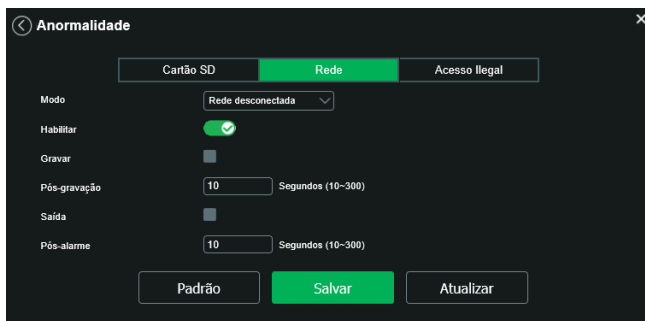 Anormalidade
Cartão SD Rede Acesso Ilegal
Modo Rede desconectada
Habilitar
Gravar
Pós-gravação 10 Segundos (10~300)
Saída
Pós-alarme 10 Segundos (10~300)
Padrão Salvar Atualizar